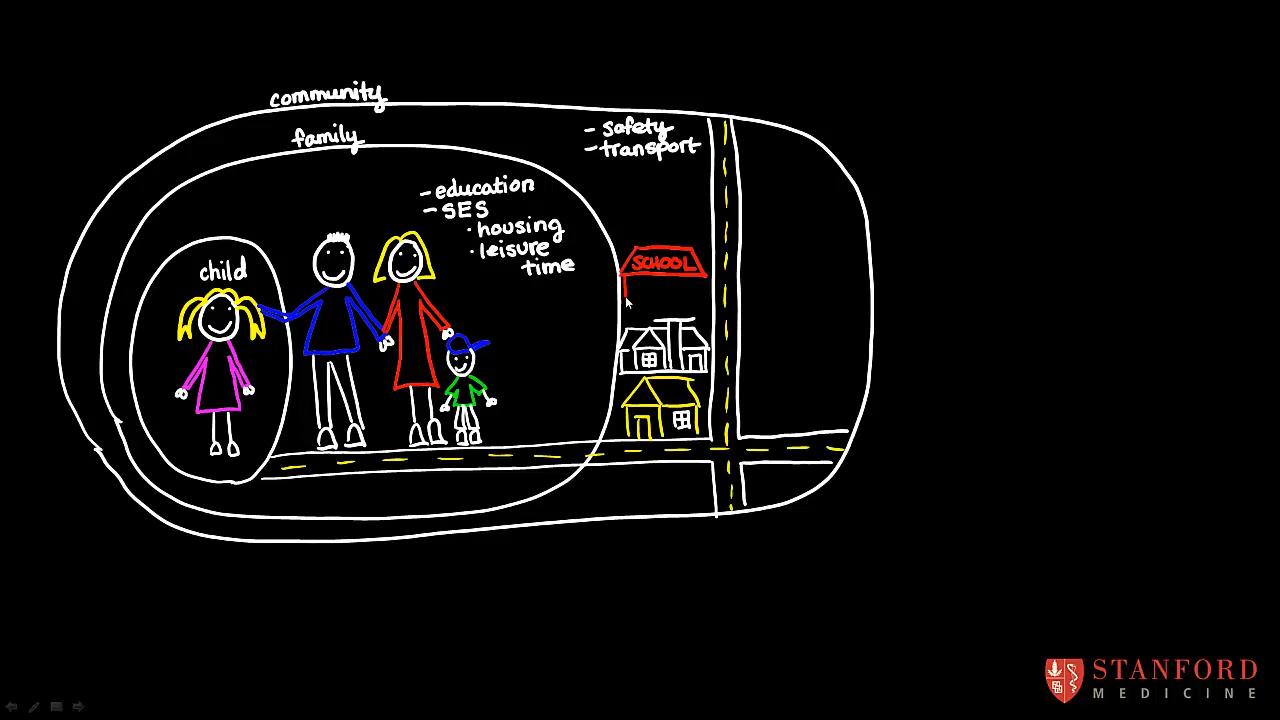 community
family
- safety
- transport
- education
- SES
· housing
· leisure
time
child
SCHOOL
STANFORD
MEDICINE